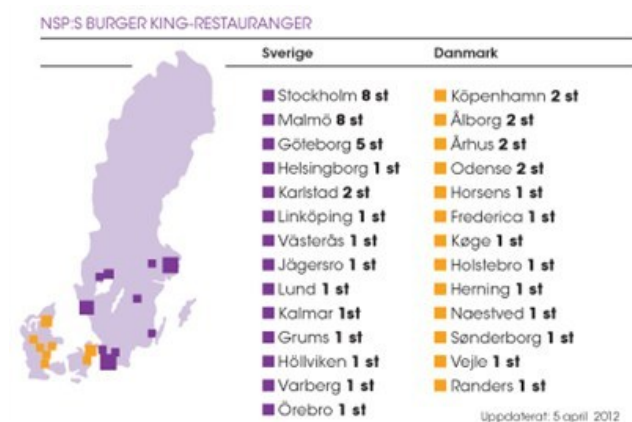 NSP:S BURGER KING-RESTAURANGER
Sverige
Stockholm 8 st
Malmö 8 st
Göteborg 5 st
Helsingborg 1 st
Karlstad 2 st
Linköping 1 st
Västerås 1 st
Jägersro 1 st
Lund 1 st
Kalmar 1st
Grums 1 st
Höllviken 1 st
Varberg 1 st
Örebro 1 st
Danmark
Köpenhamn 2 st
Ålborg 2 st
Århus 2 st
Odense 2 st
Horsens 1 st
Frederica 1 st
Køge 1 st
Holstebro 1 st
Herning 1 st
Naestved 1 st
Sønderborg 1 st
Vejle 1 st
Randers 1 st
Uppdaterat: 5 april 2012